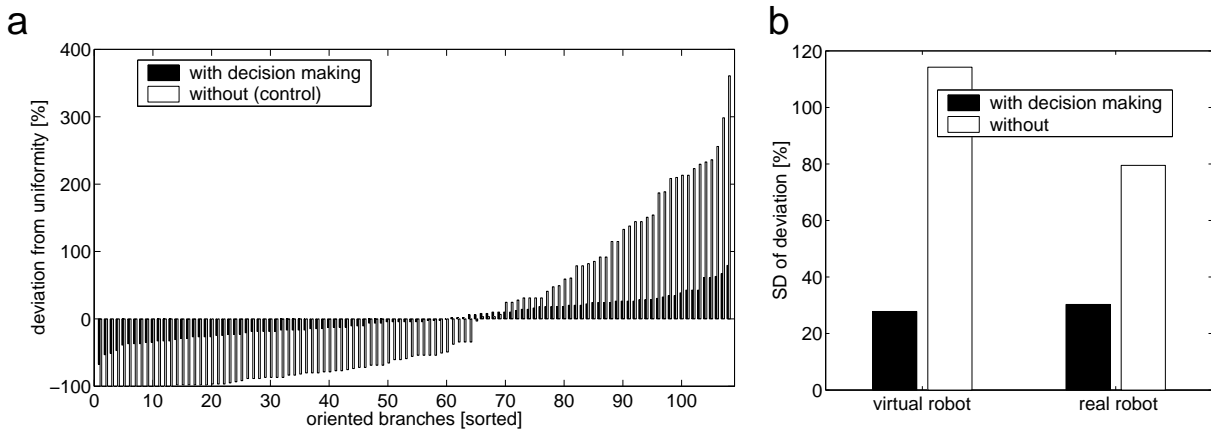 a
400
300
200
100
0
−100
deviation from uniformity [%]
with decision making
without (control)
0 10 20 30 40 50 60 70 80 90 100
oriented branches [sorted]
b
120
100
80
60
40
20
0
SD of deviation [%]
with decision making
without
virtual robot real robot